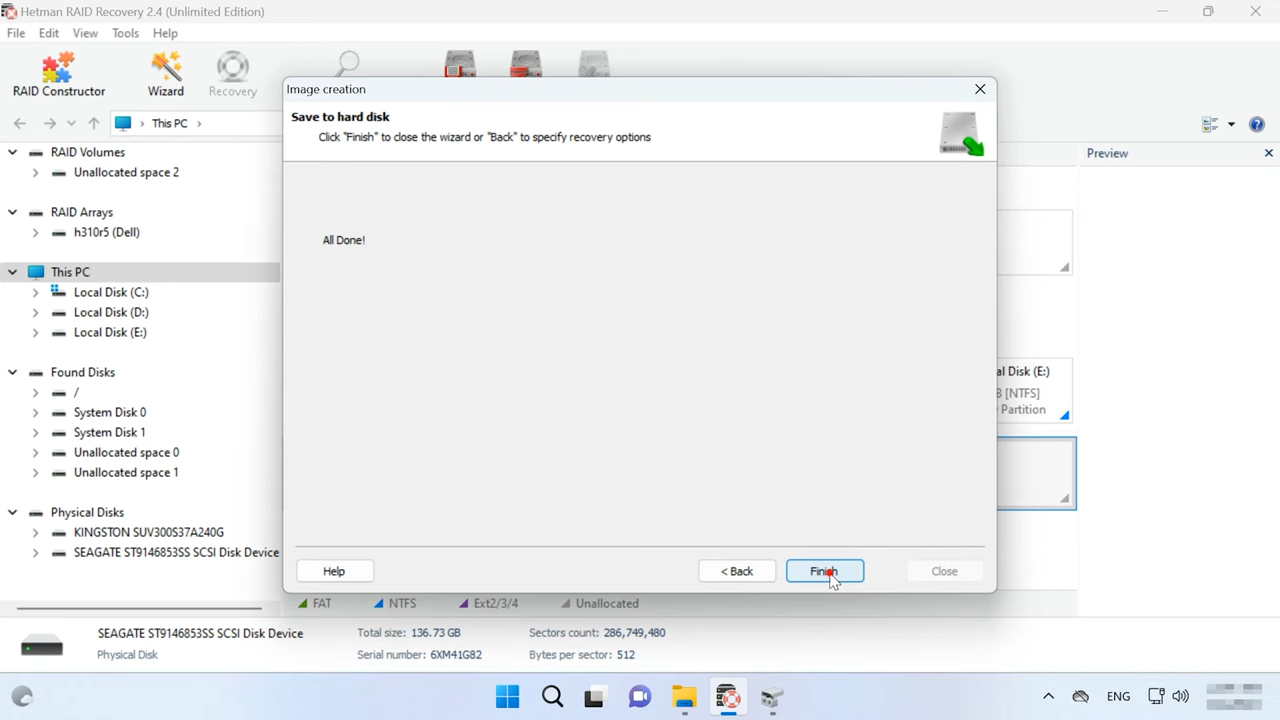 Hetman RAID Recovery 2.4 (Unlimited Edition)
File Edit View Tools Help
RAID Constructor
Wizard
Recovery
This PC
RAID Volumes
Unallocated space 2
RAID Arrays
h310r5 (Dell)
This PC
Local Disk (C:)
Local Disk (D:)
Local Disk (E:)
Found Disks
/
System Disk 0
System Disk 1
Unallocated space 0
Unallocated space 1
Physical Disks
KINGSTON SUV300S37A240G
SEAGATE ST9146853SS SCSI Disk Device
Image creation
Save to hard disk
Click "Finish" to close the wizard or "Back" to specify recovery options
All Done!
Help
< Back
Finish
Close
Preview
al Disk (E:)
[NTFS]
Partition
FAT NTFS Ext2/3/4 Unallocated
SEAGATE ST9146853SS SCSI Disk Device
Physical Disk
Total size: 136.73 GB
Serial number: 6XM41G82
Sectors count: 286,749,480
Bytes per sector: 512
ENG